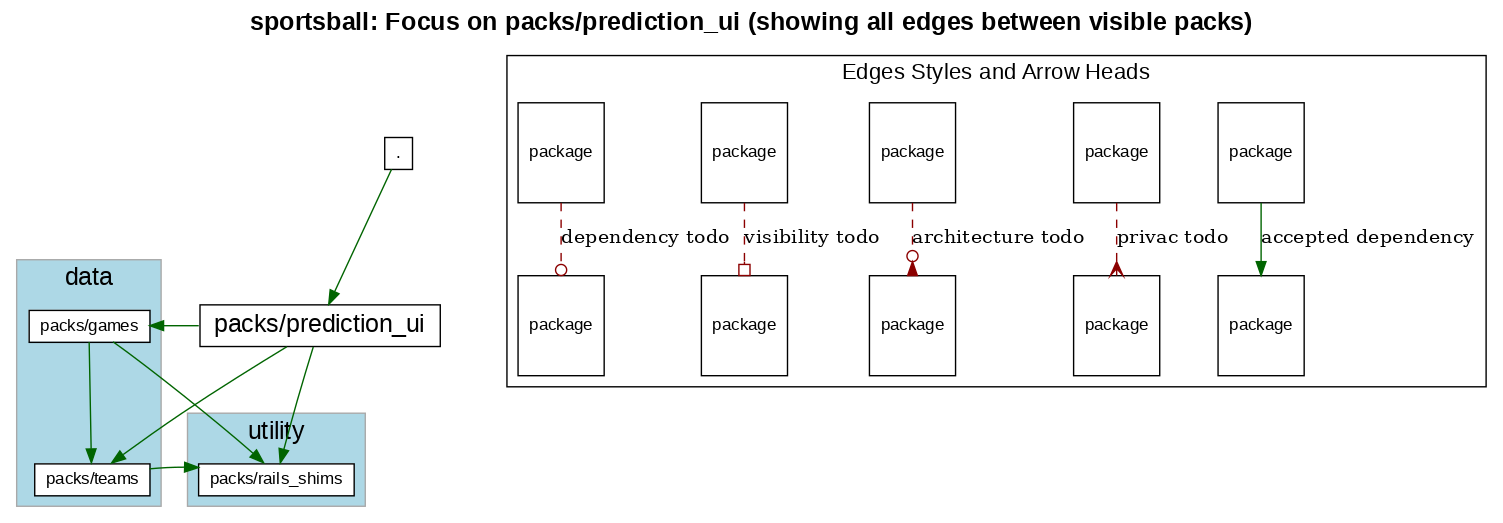 sportsball: Focus on packs/prediction_ui (showing all edges between visible packs)
Edges Styles and Arrow Heads
package package package package package
dependency todo visibility todo architecture todo privac todo accepted dependency
package package package package package
.
data
packs/games
packs/prediction_ui
utility
packs/teams
packs/rails_shims